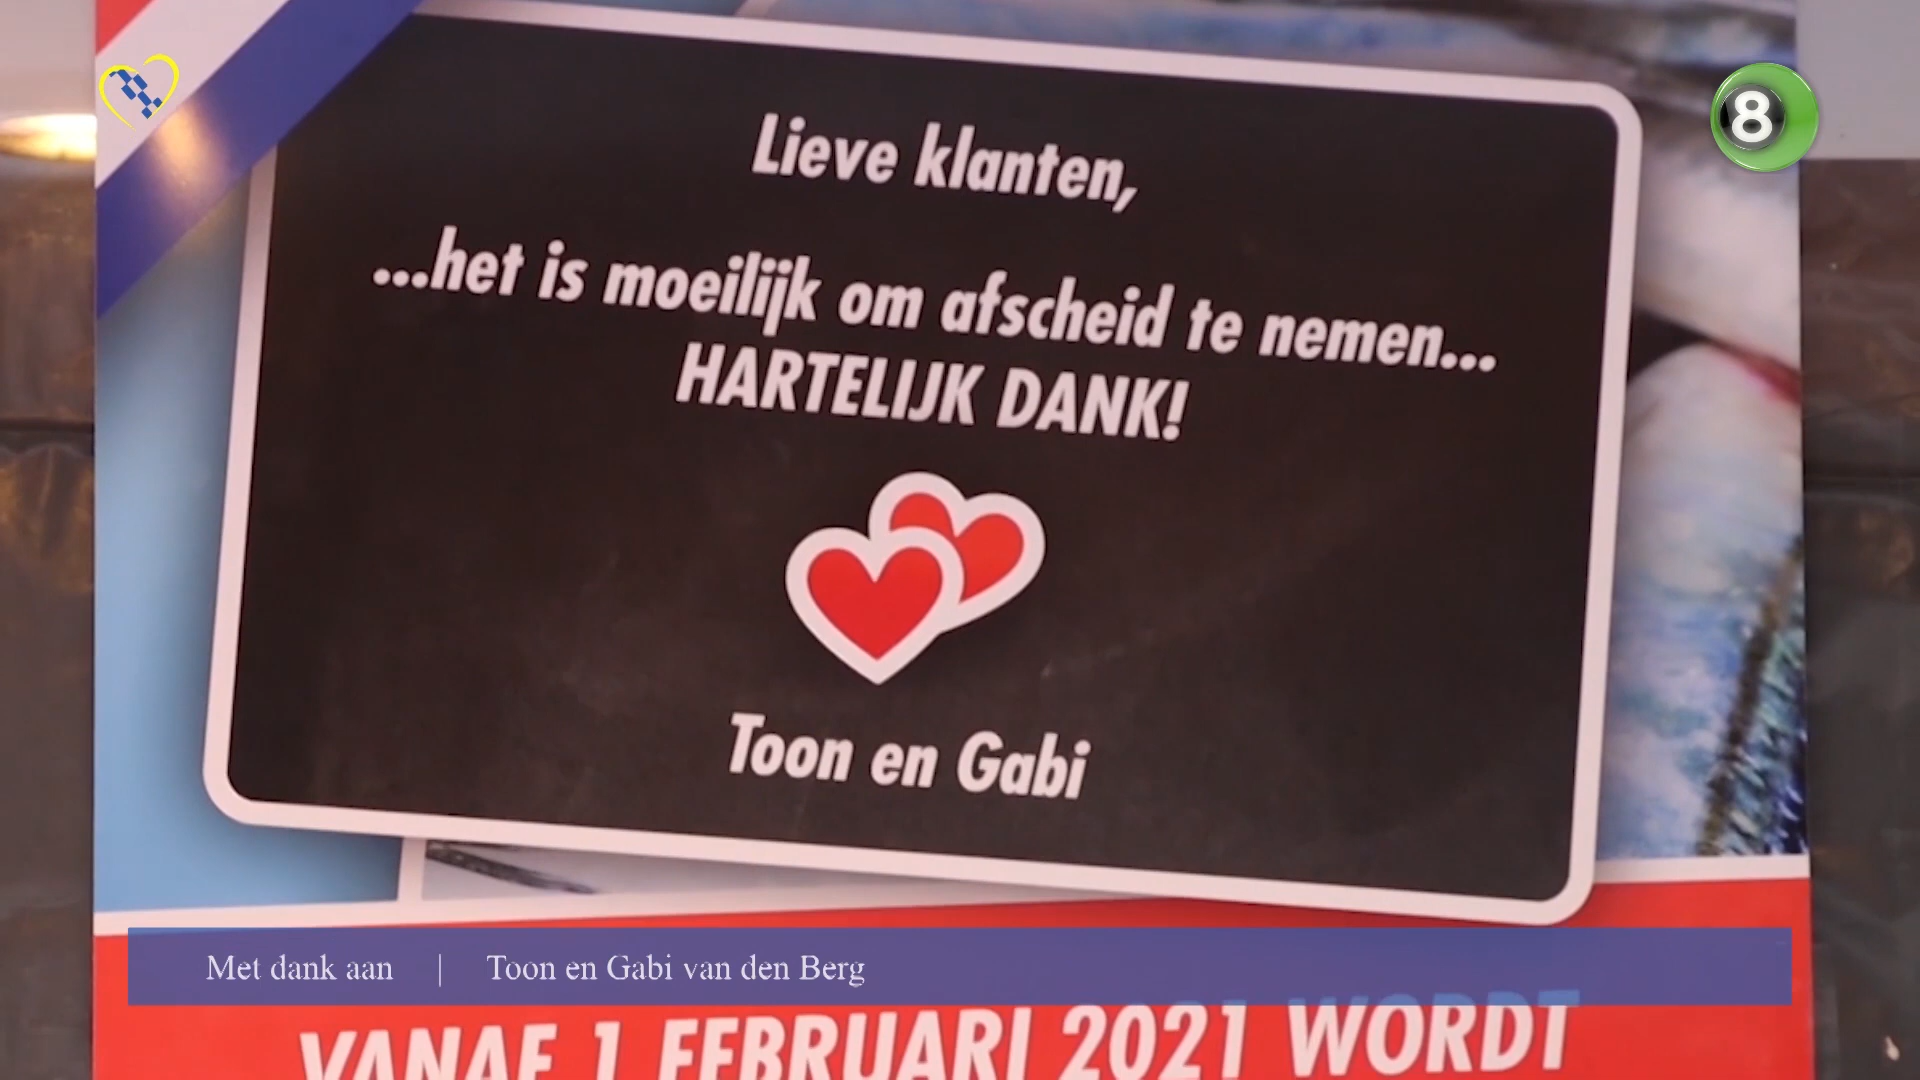 8
Lieve klanten,
...het is moeilijk om afscheid te nemen...
HARTELIJK DANK!
Toon en Gabi
Met dank aan | Toon en Gabi van den Berg
VANAF 1 FEBRUARI 2021 WORDT